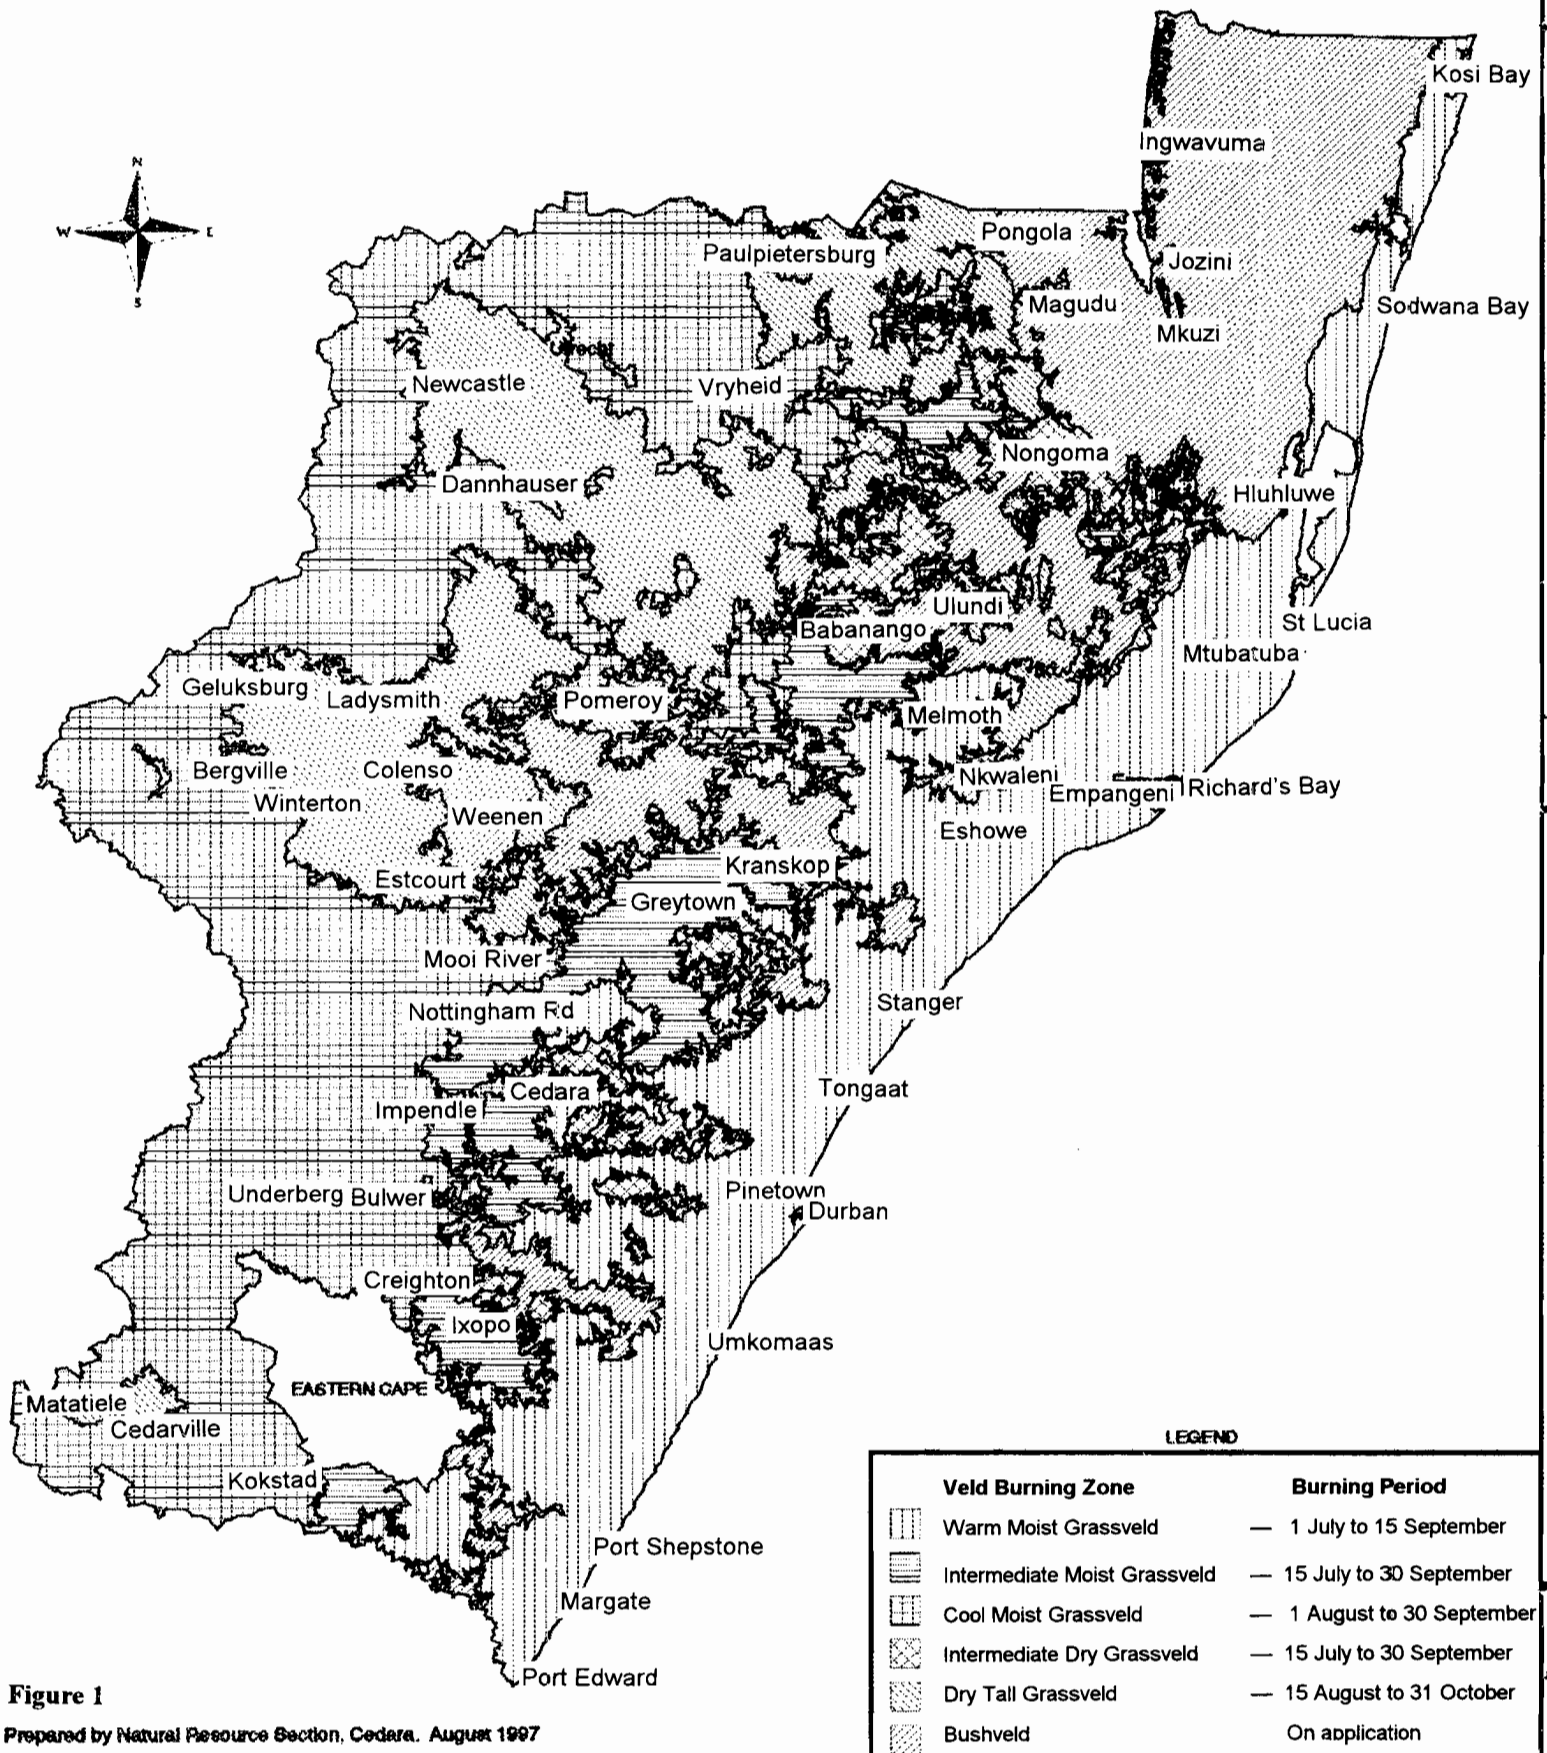 N
W E
S
Kosi Bay
Ingwavuma
Pongola
Paulpietersburg
Jozini
Magudu
Sodwana Bay
Mkuzi
Newcastle
Vryheid
Nongoma
Dannhauser
Hluhluwe
Ulundi
St Lucia
Babanango
Mtubatuba
Geluksburg
Ladysmith
Pomeroy
Melmoth
Bergville
Colenso
Nkwaleni
Richard's Bay
Empangeni
Winterton
Weenen
Eshowe
Kranskop
Estcourt
Greytown
Mooi River
Stanger
Nottingham Rd
Tongaat
Cedara
Impendle
Pinetown
Underberg Bulwer
Durban
Creighton
Ixopo
Umkomaas
EASTERN CAPE
Matatiele
Cedarville
Kokstad
Port Shepstone
Margate
Port Edward
LEGEND
Veld Burning Zone Burning Period
Warm Moist Grassveld — 1 July to 15 September
Intermediate Moist Grassveld — 15 July to 30 September
Cool Moist Grassveld — 1 August to 30 September
Intermediate Dry Grassveld — 15 July to 30 September
Dry Tall Grassveld — 15 August to 31 October
Bushveld On application
Figure 1
Prepared by Natural Resource Section, Cedara. August 1997